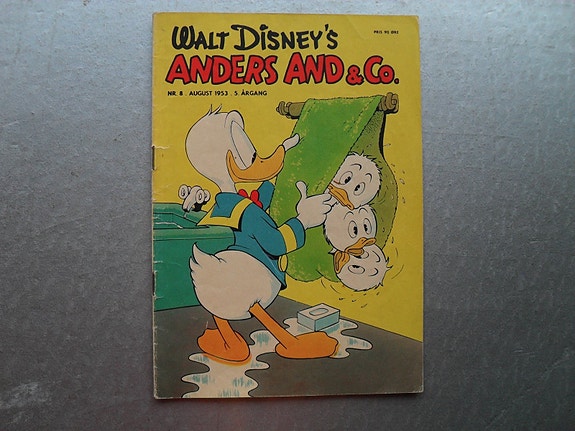 PRIS 95 ØRE
WALT DISNEY'S
ANDERS AND & Co.
NR. 8 . AUGUST 1953 . 5. ÅRGANG